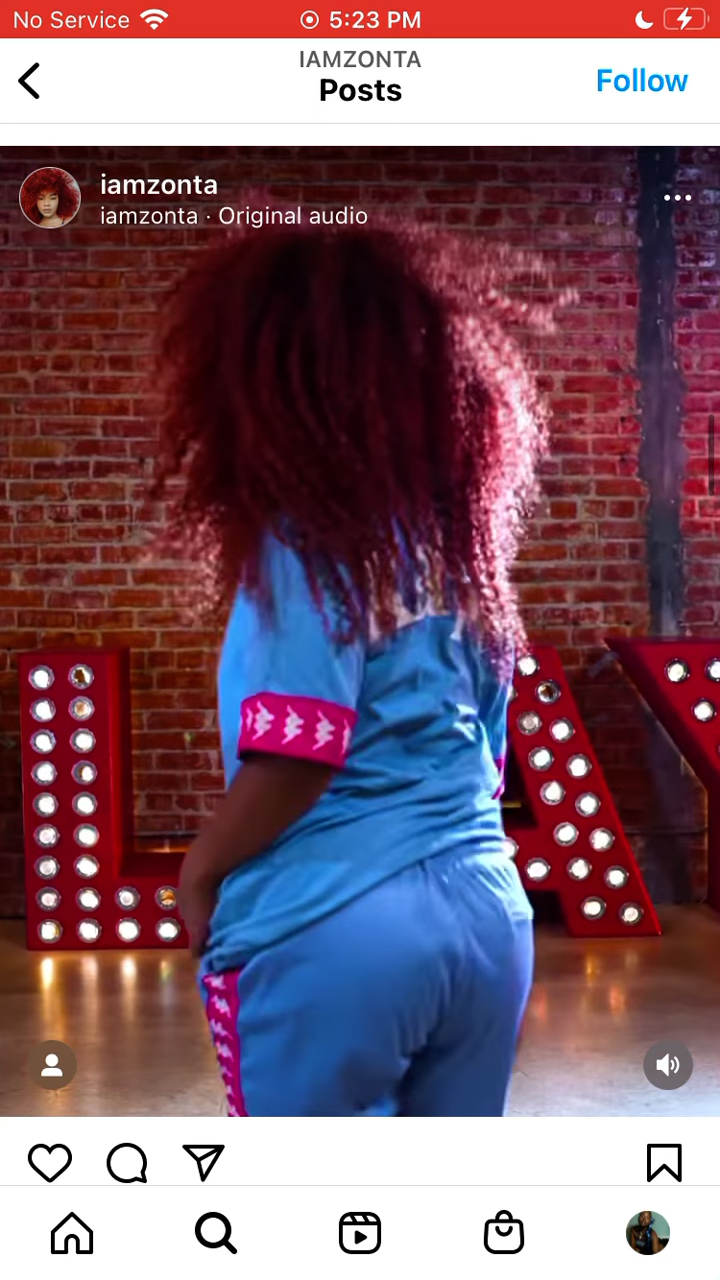 No Service 5:23 PM
IAMZONTA
Posts
Follow
iamzonta
iamzonta · Original audio
L A Y